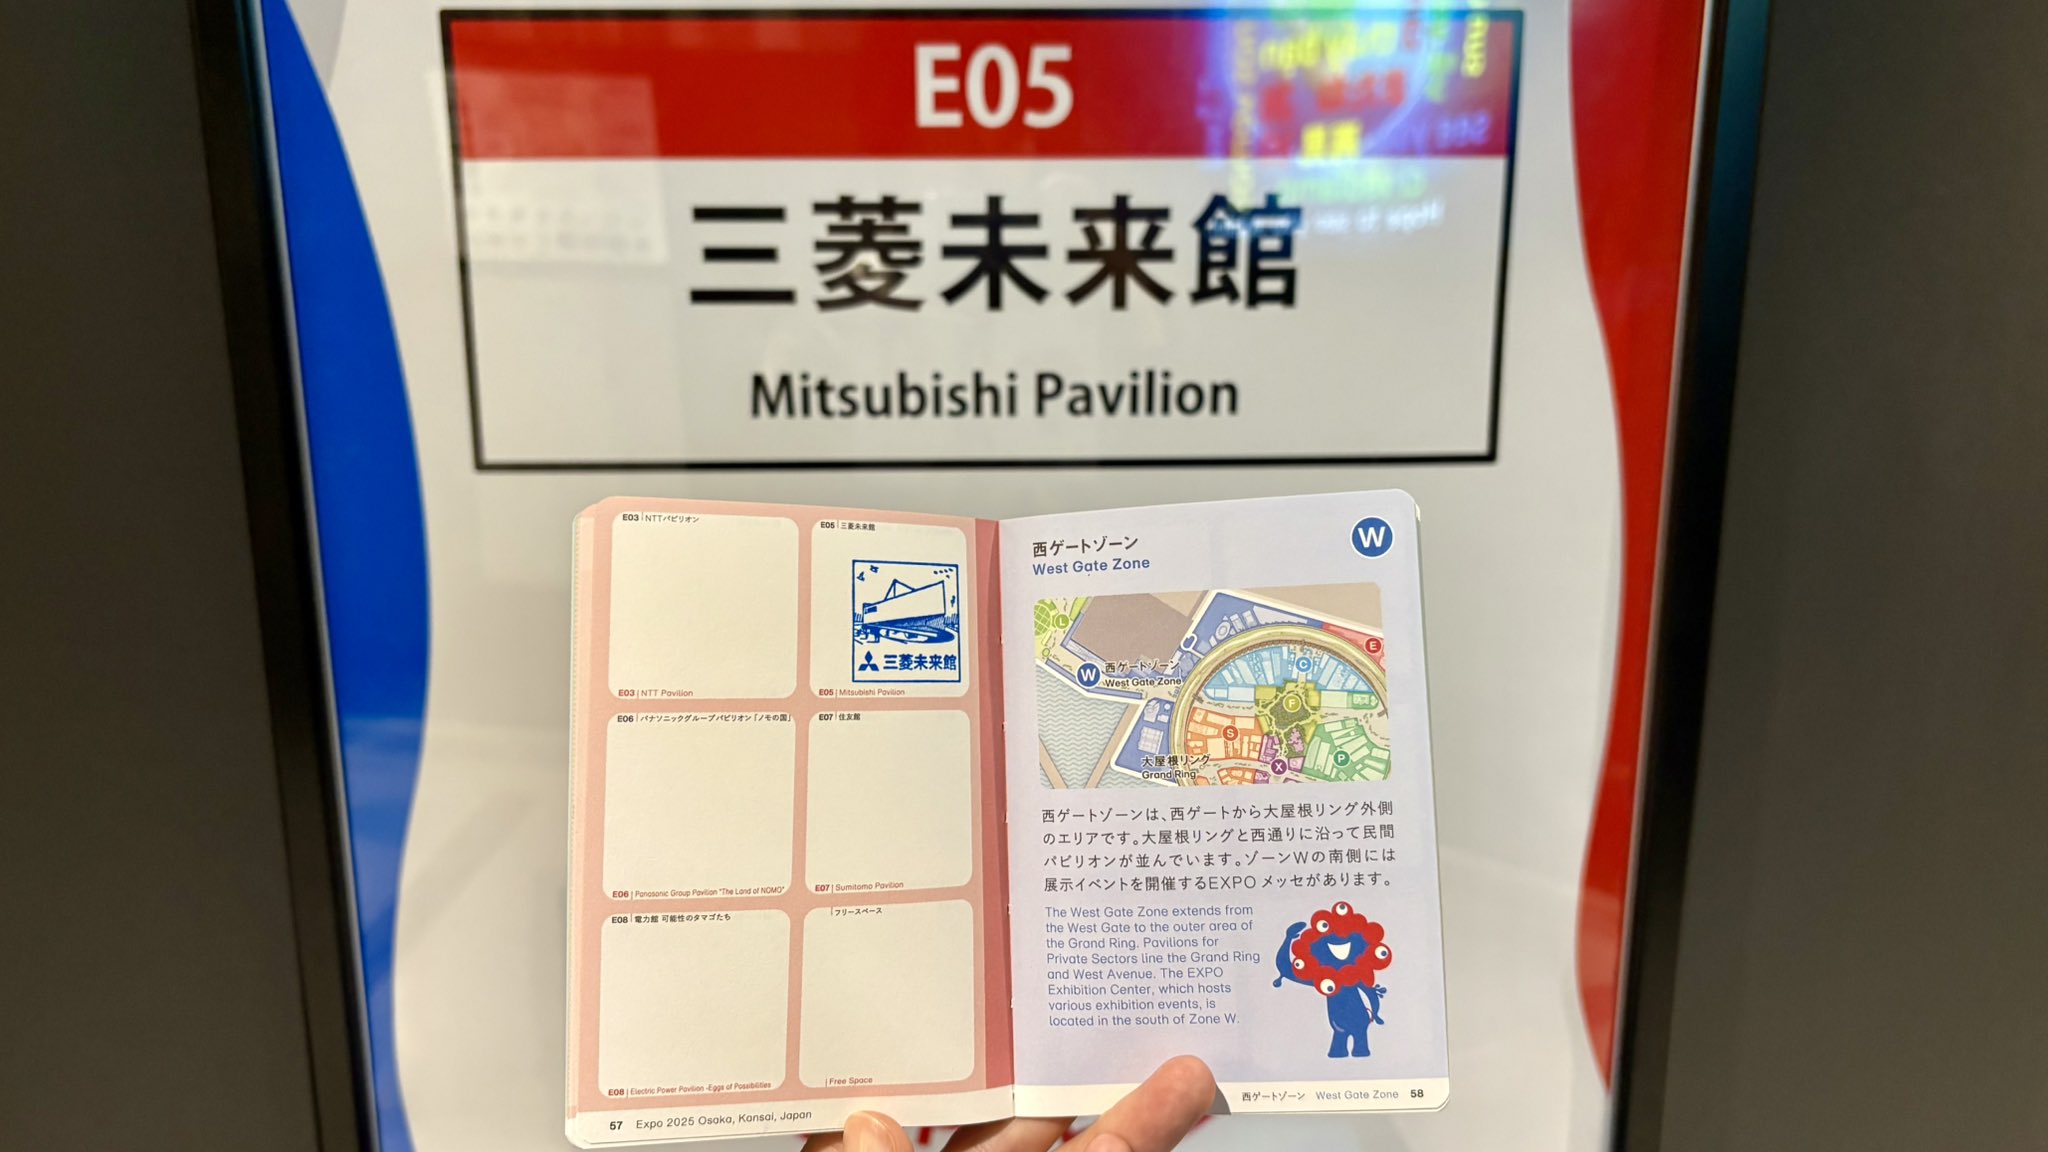 E05
三菱未来館
Mitsubishi Pavilion
E03 | NTTパビリオン
E03 | NTT Pavilion
E05 | 三菱未来館
三菱未来館
E05 | Mitsubishi Pavilion
E06 | パナソニックグループパビリオン「ノモの国」
E06 | Panasonic Group Pavilion "The Land of NOMO"
E07 | 住友館
E07 | Sumitomo Pavilion
E08 | 電力館 可能性のタマゴたち
E08 | Electric Power Pavilion -Eggs of Possibilities
| フリースペース
| Free Space
57 Expo 2025 Osaka, Kansai, Japan
西ゲートゾーン
West Gate Zone
W
L
W
西ゲートゾーン
West Gate Zone
E
C
F
S
X
P
大屋根リング
Grand Ring
西ゲートゾーンは、西ゲートから大屋根リング外側
のエリアです。大屋根リングと西通りに沿って民間
パビリオンが並んでいます。ゾーンWの南側には
展示イベントを開催するEXPO メッセがあります。
The West Gate Zone extends from
the West Gate to the outer area of
the Grand Ring. Pavilions for
Private Sectors line the Grand Ring
and West Avenue. The EXPO
Exhibition Center, which hosts
various exhibition events, is
located in the south of Zone W.
西ゲートゾーン West Gate Zone 58